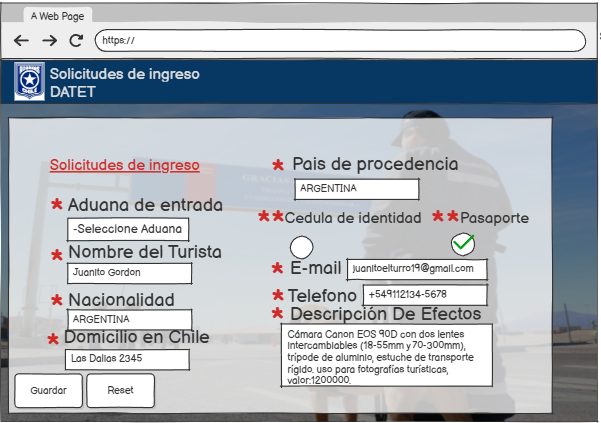 A Web Page
https://
Solicitudes de ingreso
DATET
Solicitudes de ingreso
* Aduana de entrada
-Seleccione Aduana
* Nombre del Turista
Juanito Gordon
* Nacionalidad
ARGENTINA
* Domicilio en Chile
Las Dalias 2345
Guardar
Reset
* Pais de procedencia
ARGENTINA
**Cedula de identidad **Pasaporte
* E-mail juanitoelturro19@gmail.com
* Telefono +549112134-5678
* Descripción De Efectos
Cámara Canon EOS 90D con dos lentes
intercambiables (18-55mm y 70-300mm),
trípode de aluminio, estuche de transporte
rígido. uso para fotografías turísticas,
valor:1200000.